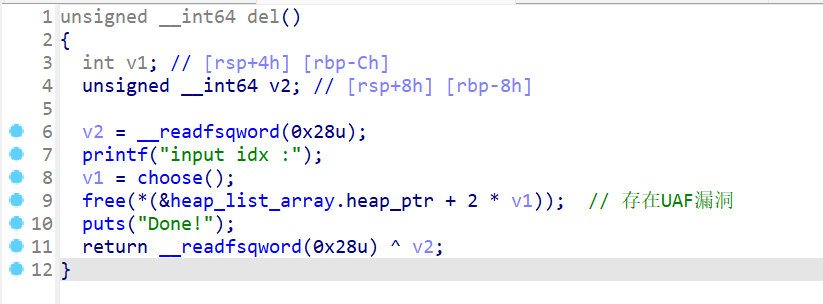 1 unsigned __int64 del()
2 {
3   int v1; // [rsp+4h] [rbp-Ch]
4   unsigned __int64 v2; // [rsp+8h] [rbp-8h]
5
6   v2 = __readfsqword(0x28u);
7   printf("input idx :");
8   v1 = choose();
9   free(*(&heap_list_array.heap_ptr + 2 * v1));  // 存在UAF漏洞
10   puts("Done!");
11   return __readfsqword(0x28u) ^ v2;
12 }